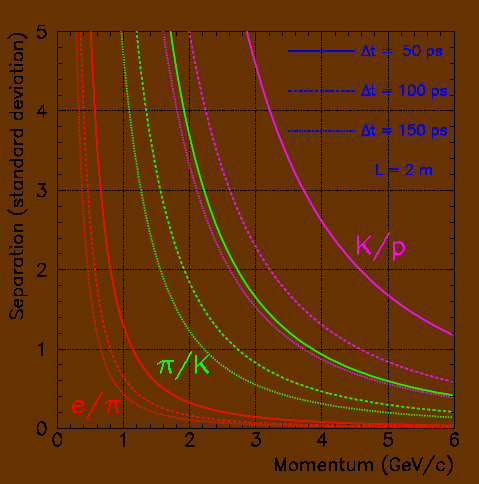 Separation (standard deviation)
5
4
3
2
1
0
Δt = 50 ps
Δt = 100 ps
Δt = 150 ps
L = 2 m
K/p
π/K
e/π
0 1 2 3 4 5 6
Momentum (GeV/c)